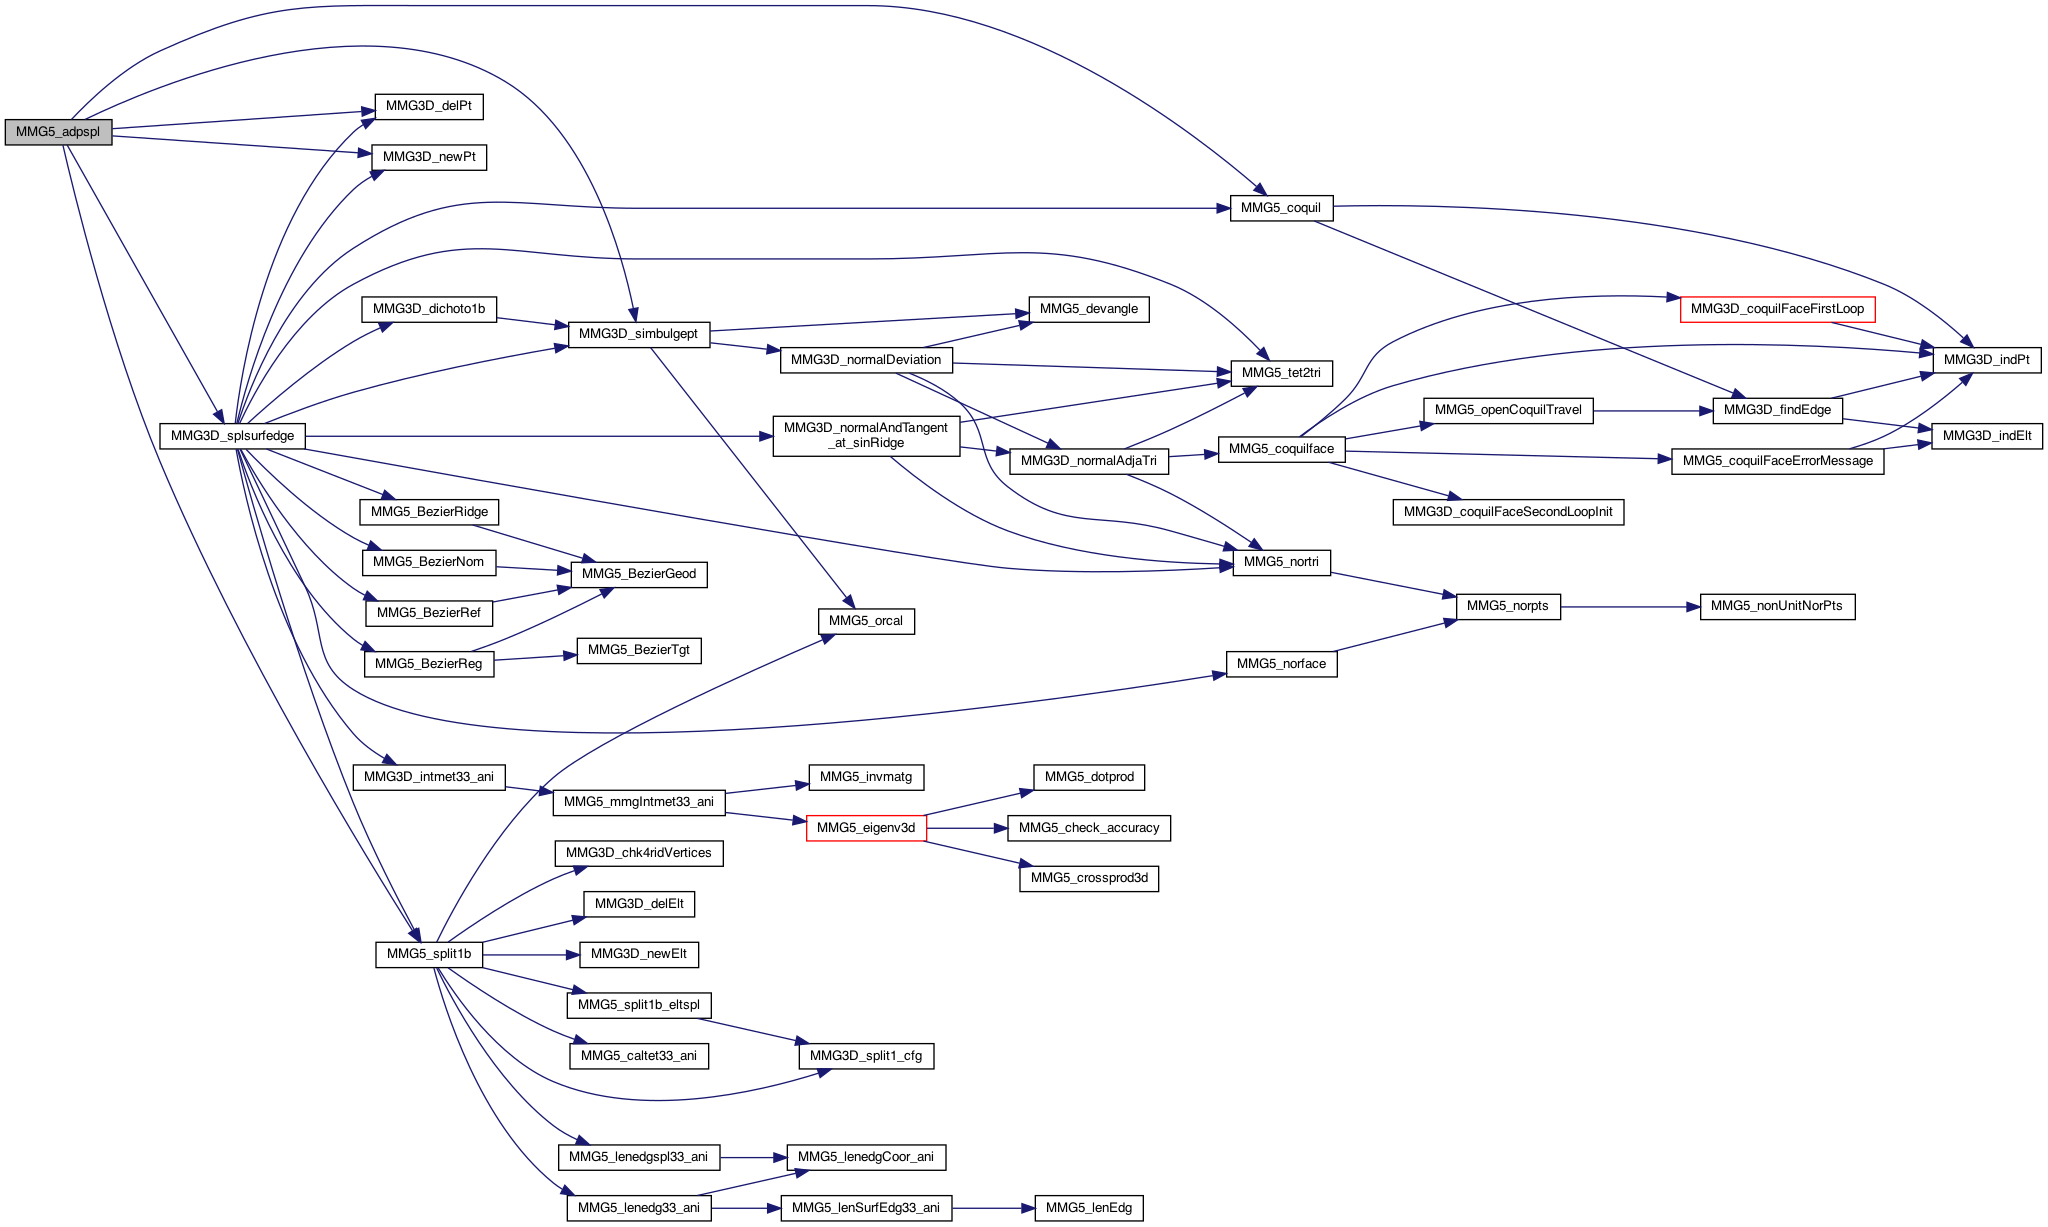 MMG5_adpspl
MMG3D_delPt
MMG3D_newPt
MMG5_coquil
MMG3D_dichoto1b
MMG3D_simbulgept
MMG5_devangle
MMG3D_coquilFaceFirstLoop
MMG3D_normalDeviation
MMG5_tet2tri
MMG3D_indPt
MMG3D_splsurfedge
MMG3D_normalAndTangent
_at_sinRidge
MMG3D_normalAdjaTri
MMG5_coquilface
MMG5_openCoquilTravel
MMG3D_findEdge
MMG3D_indElt
MMG5_coquilFaceErrorMessage
MMG3D_coquilFaceSecondLoopInit
MMG5_BezierRidge
MMG5_BezierNom
MMG5_BezierGeod
MMG5_BezierRef
MMG5_BezierReg
MMG5_BezierTgt
MMG5_orcal
MMG5_nortri
MMG5_norpts
MMG5_nonUnitNorPts
MMG5_norface
MMG3D_intmet33_ani
MMG5_mmgIntmet33_ani
MMG5_invmatg
MMG5_eigenv3d
MMG5_dotprod
MMG5_check_accuracy
MMG5_crossprod3d
MMG3D_chk4ridVertices
MMG3D_delElt
MMG5_split1b
MMG3D_newElt
MMG5_split1b_eltspl
MMG5_caltet33_ani
MMG3D_split1_cfg
MMG5_lenedgspl33_ani
MMG5_lenedgCoor_ani
MMG5_lenedg33_ani
MMG5_lenSurfEdg33_ani
MMG5_lenEdg